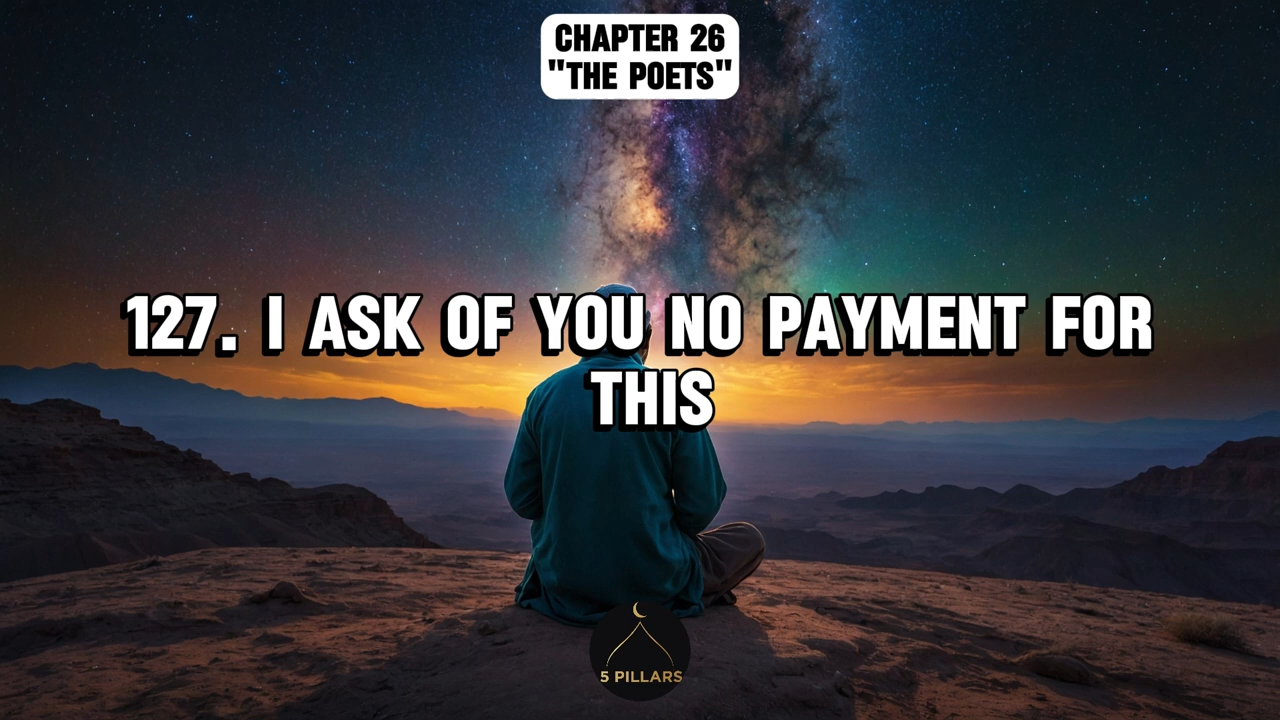 CHAPTER 26
"THE POETS"
127. I ASK OF YOU NO PAYMENT FOR
THIS
5 PILLARS